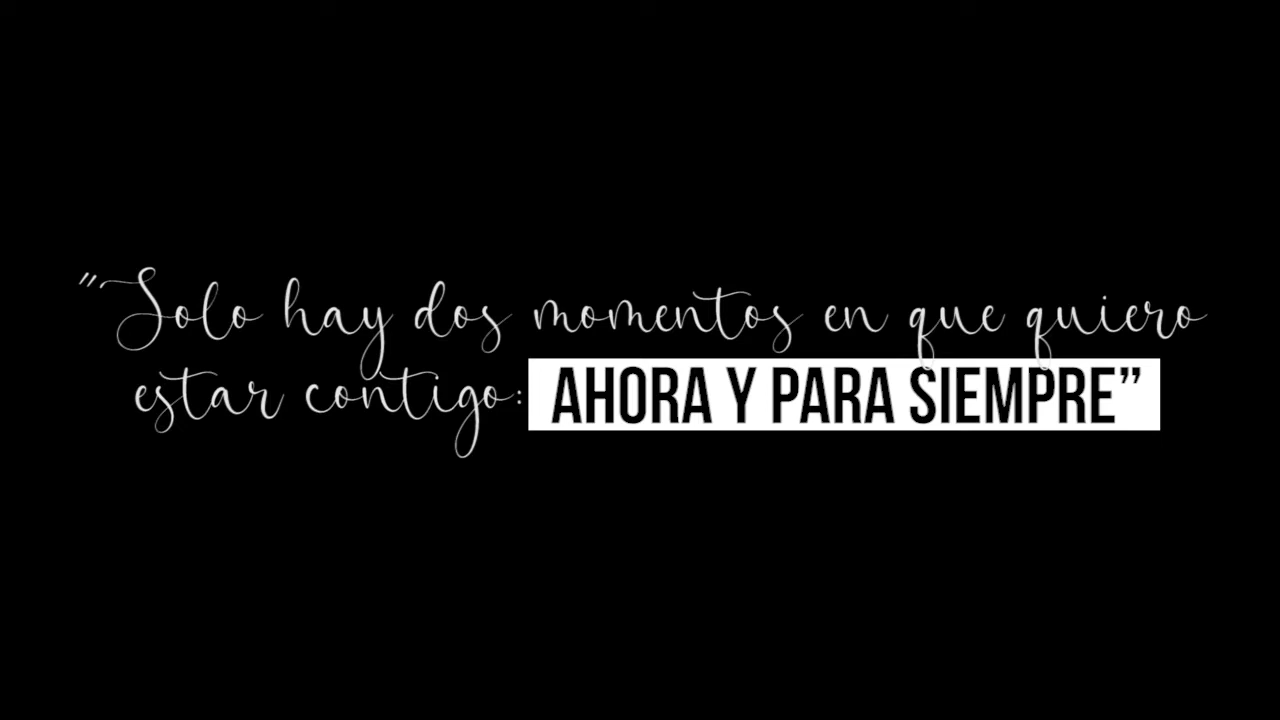 "Solo hay dos momentos en que quiero
estar contigo: AHORA Y PARA SIEMPRE”